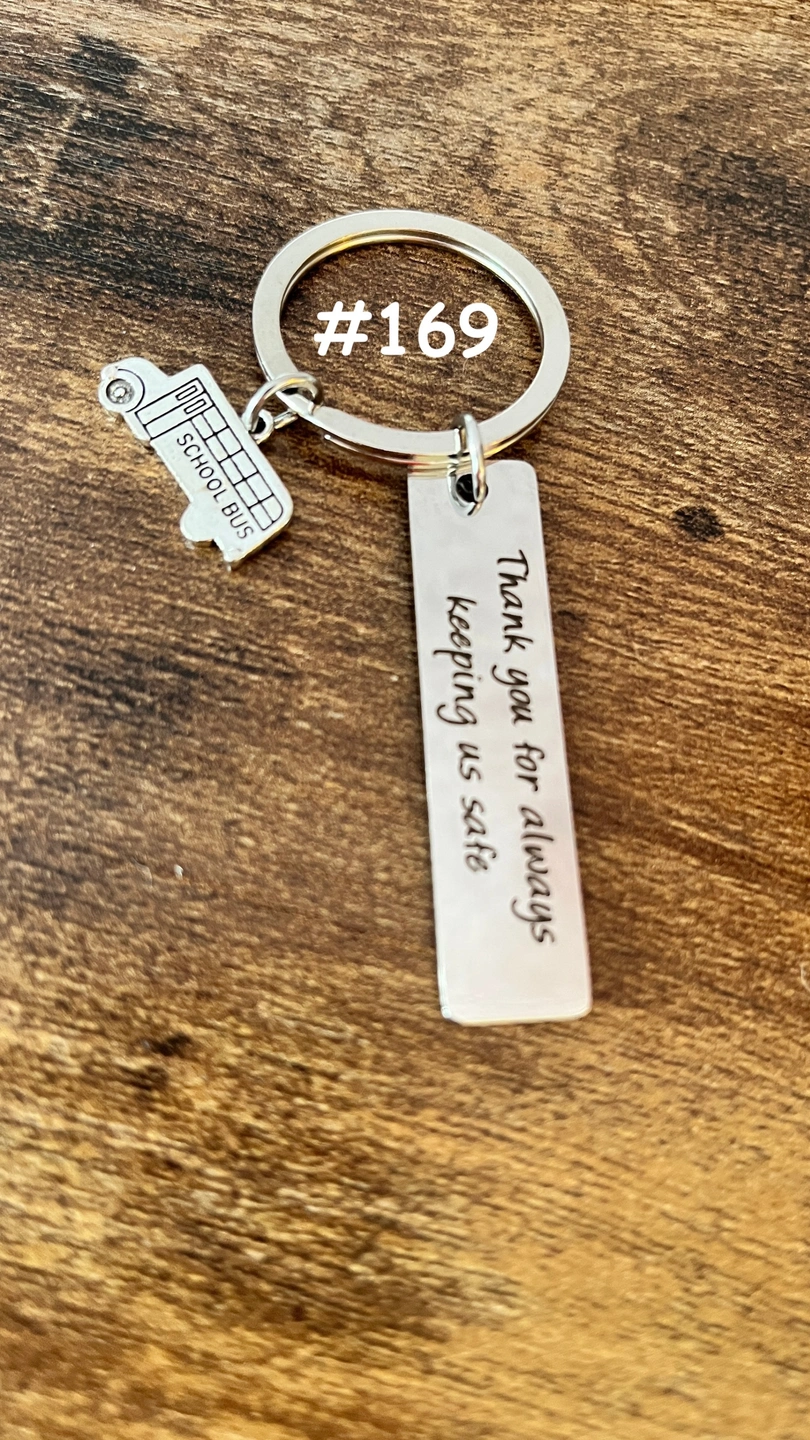 #169
SCHOOL BUS
Thank you for always
keeping us safe